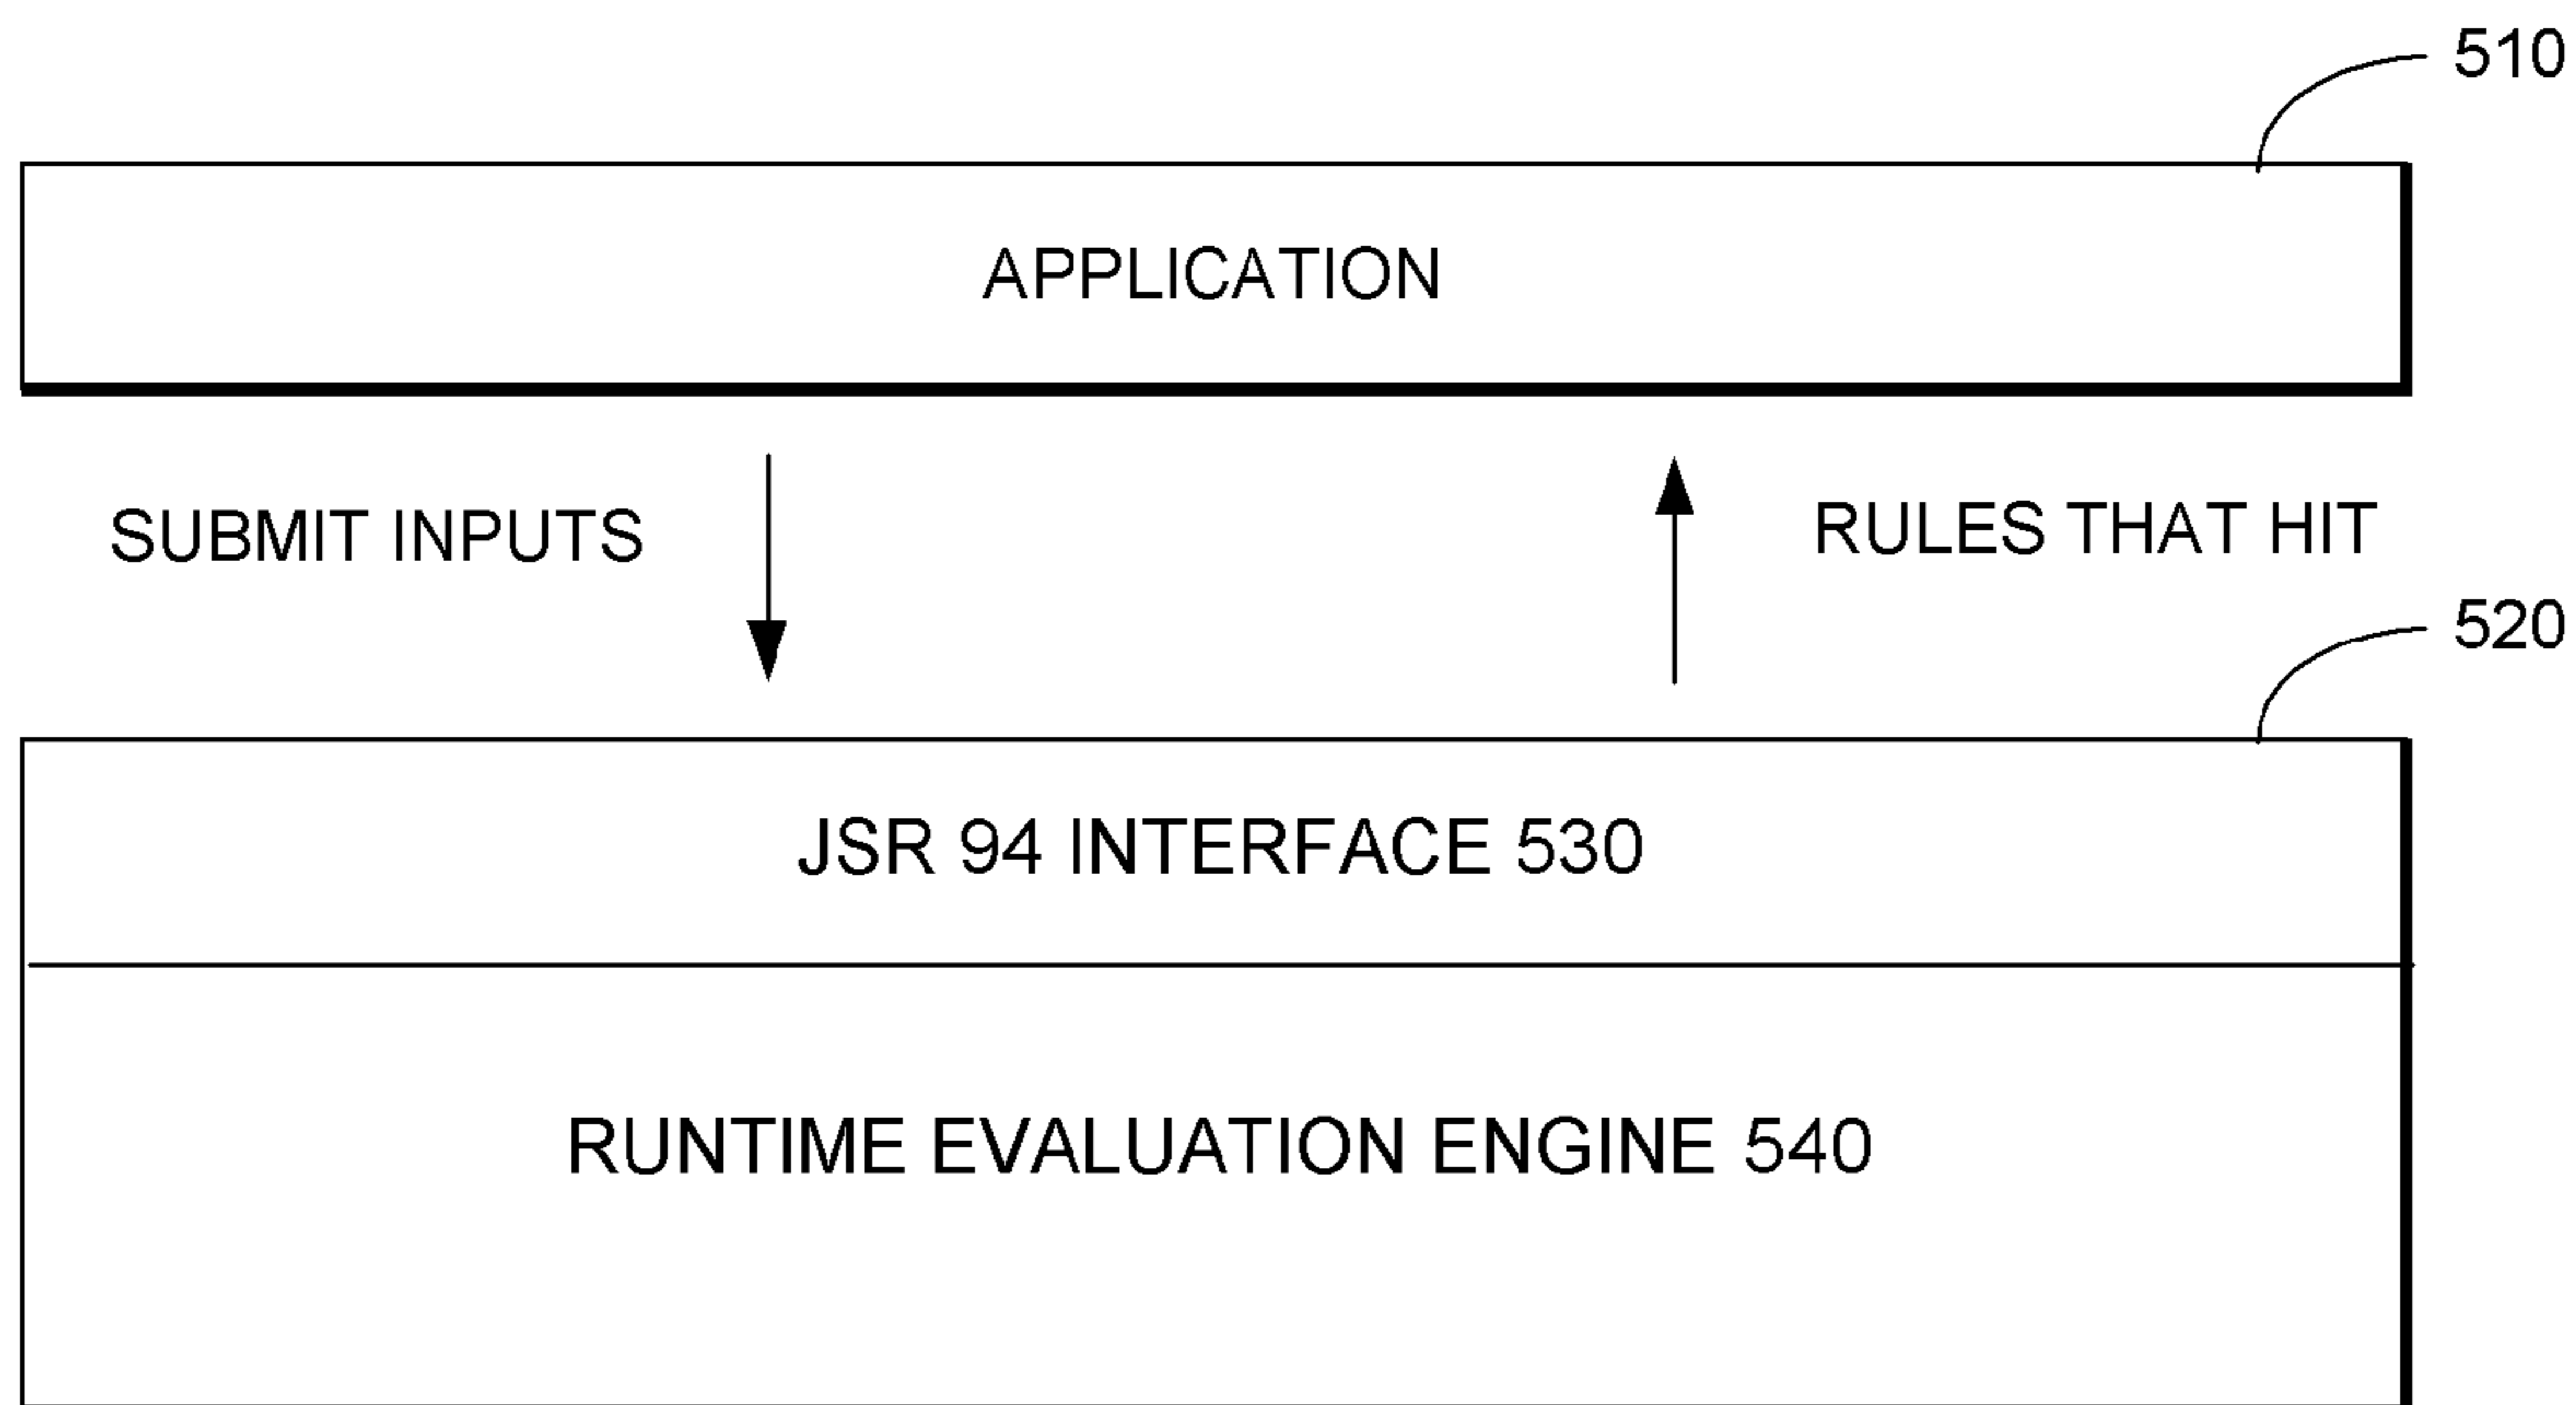 510
APPLICATION
SUBMIT INPUTS
RULES THAT HIT
520
JSR 94 INTERFACE 530
RUNTIME EVALUATION ENGINE 540